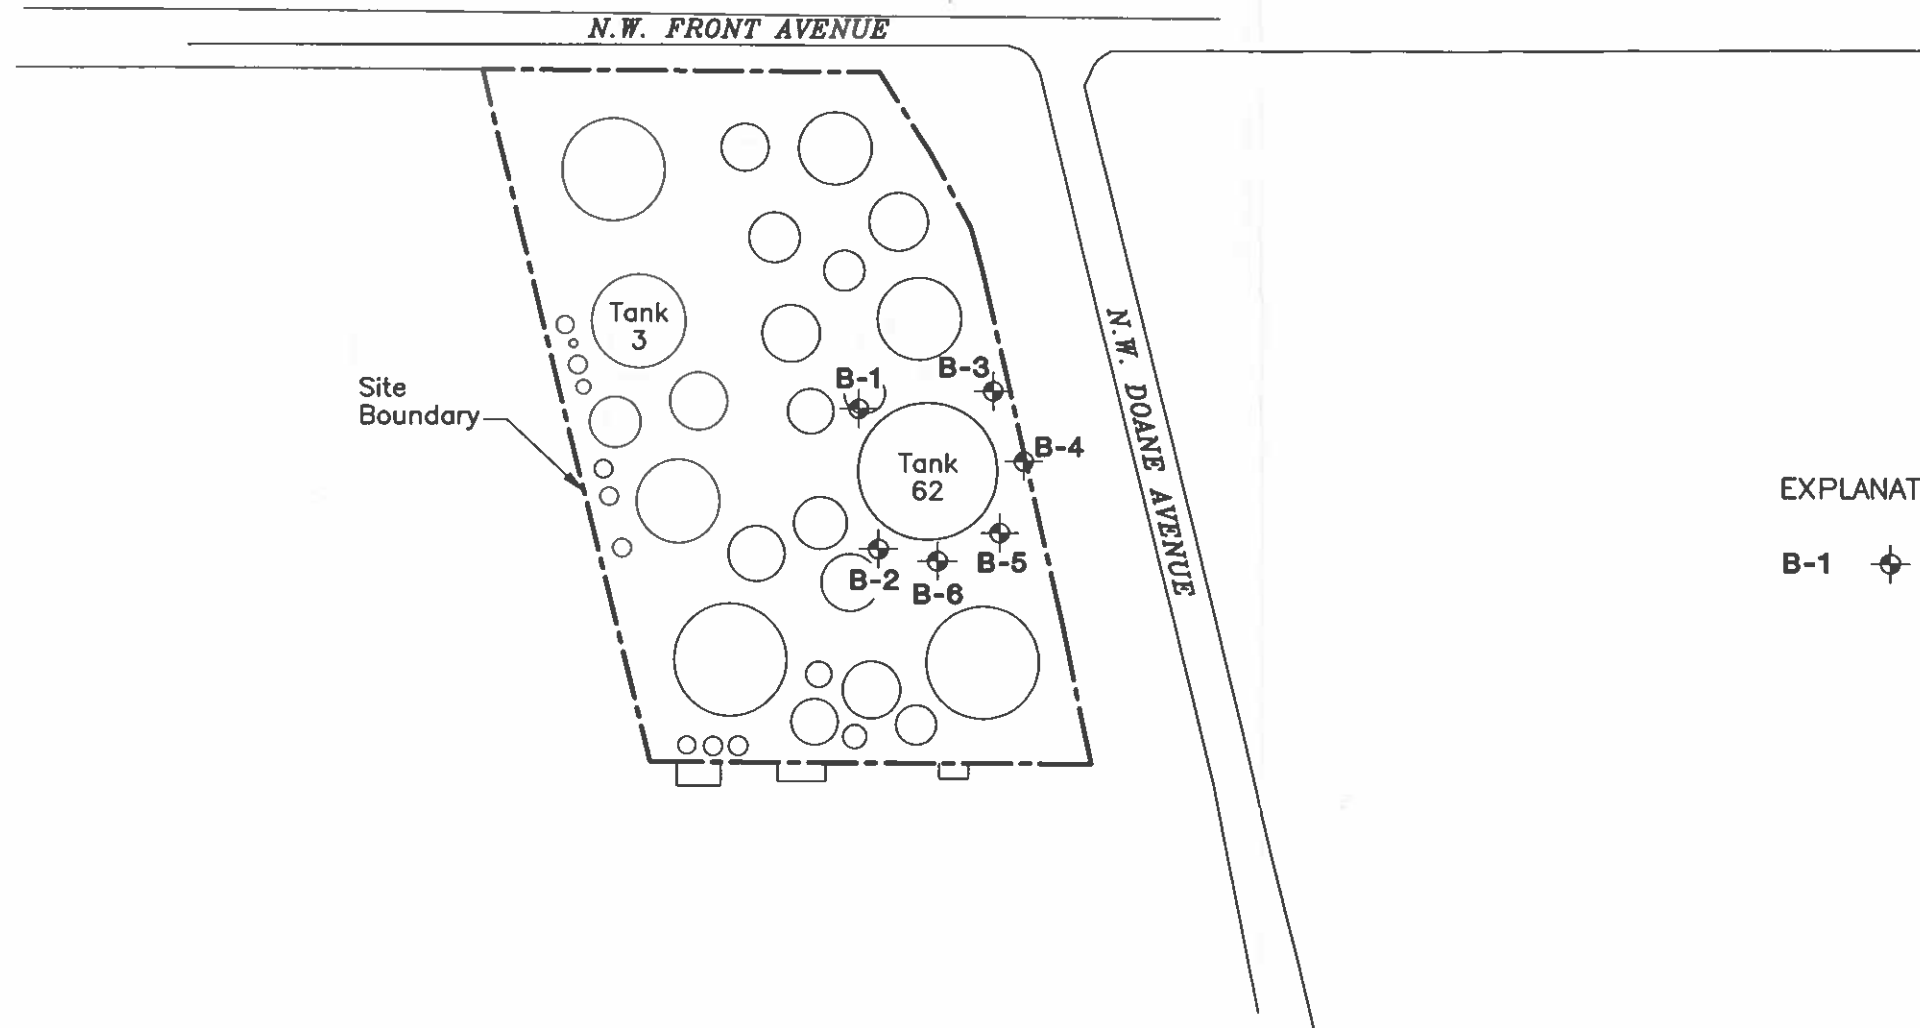 N.W. FRONT AVENUE
Tank
3
Site
Boundary
B-1
B-3
B-4
Tank
62
N.W. DOANE AVENUE
B-5
B-2
B-6
EXPLANAT
B-1